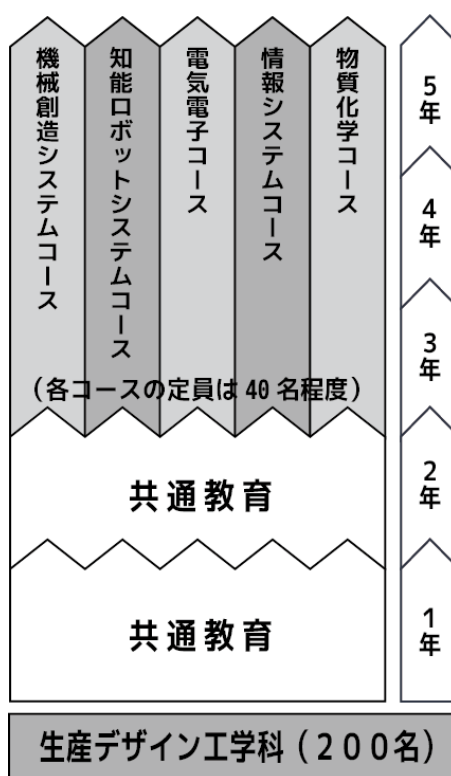 機械創造システムコース
知能ロボットシステムコース
電気電子コース
情報システムコース
物質化学コース
5年
4年
3年
(各コースの定員は 40 名程度)
2年
共通教育
1年
共通教育
生産デザイン工学科(200名)